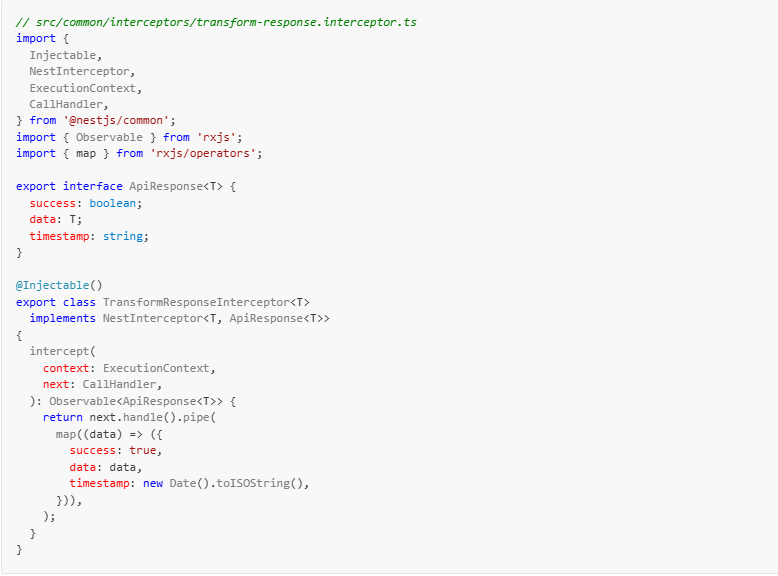 // src/common/interceptors/transform-response.interceptor.ts
import {
  Injectable,
  NestInterceptor,
  ExecutionContext,
  CallHandler,
} from '@nestjs/common';
import { Observable } from 'rxjs';
import { map } from 'rxjs/operators';

export interface ApiResponse<T> {
  success: boolean;
  data: T;
  timestamp: string;
}

@Injectable()
export class TransformResponseInterceptor<T>
  implements NestInterceptor<T, ApiResponse<T>>
{
  intercept(
    context: ExecutionContext,
    next: CallHandler,
  ): Observable<ApiResponse<T>> {
    return next.handle().pipe(
      map((data) => ({
        success: true,
        data: data,
        timestamp: new Date().toISOString(),
      })),
    );
  }
}